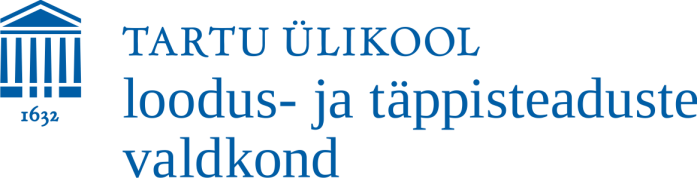 TARTU ÜLIKOOL
loodus- ja täppisteaduste
valdkond
1632